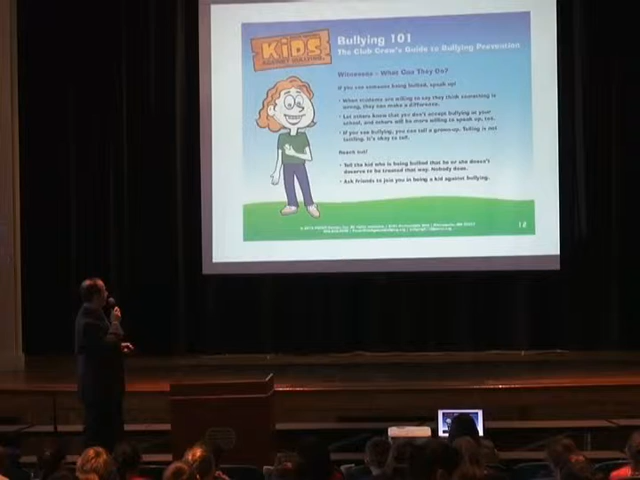 KiDS
AGAINST BULLYING
Bullying 101
The Club Crew's Guide to Bullying Prevention
Witnesses – What Can They Do?
If you see someone being bullied, speak up!
• When students are willing to say they think something is
wrong, they can make a difference.
• Let others know that you don't accept bullying at your
school, and others will be more willing to speak up, too.
• If you see bullying, you can tell a grown-up. Telling is not
tattling. It's okay to tell.
Reach out!
• Tell the kid who is being bullied that he or she doesn't
deserve to be treated that way. Nobody does.
• Ask friends to join you in being a kid against bullying.
12